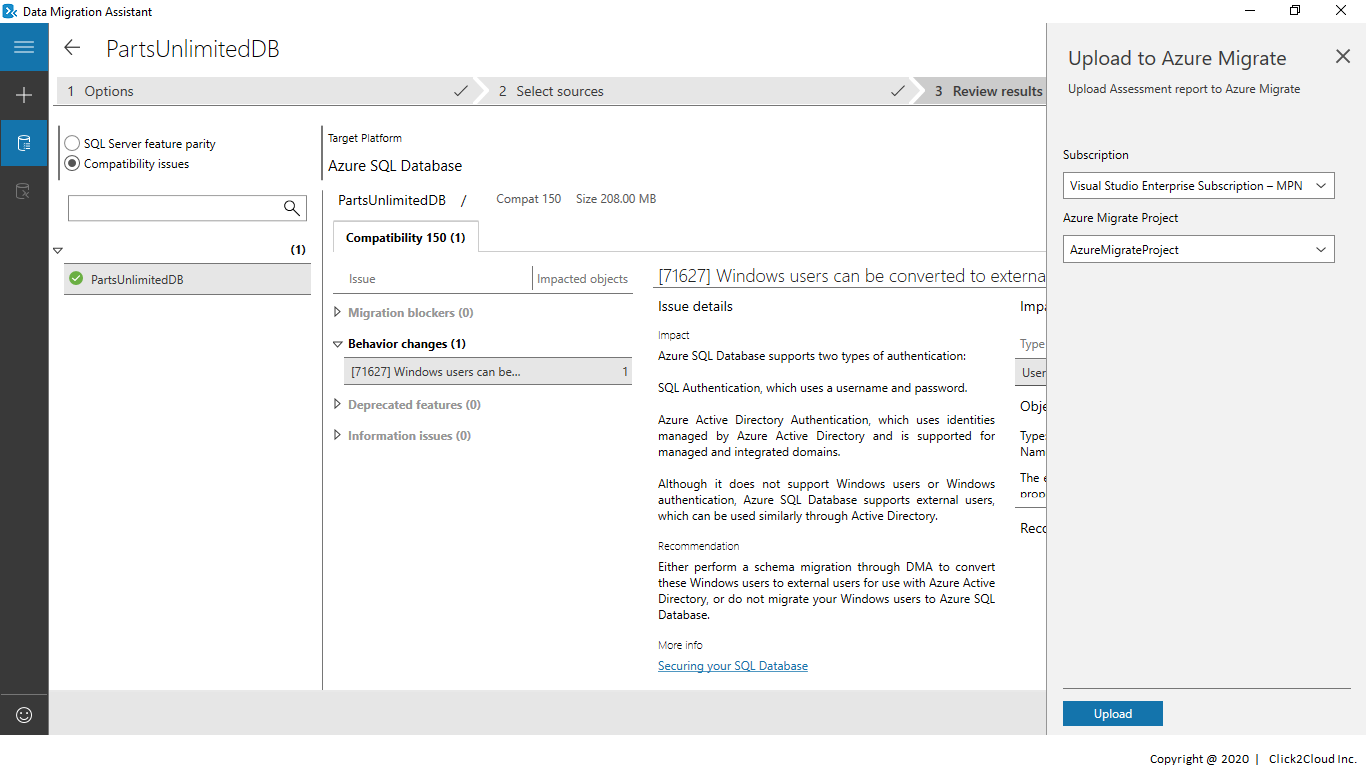 Data Migration Assistant
PartsUnlimitedDB
1 Options
2 Select sources
3 Review results
SQL Server feature parity
Compatibility issues
(1)
PartsUnlimitedDB
Target Platform
Azure SQL Database
PartsUnlimitedDB / Compat 150 Size 208.00 MB
Compatibility 150 (1)
Issue Impacted objects
Migration blockers (0)
Behavior changes (1)
[71627] Windows users can be... 1
Deprecated features (0)
Information issues (0)
[71627] Windows users can be converted to externa
Issue details
Impact
Azure SQL Database supports two types of authentication:
SQL Authentication, which uses a username and password.
Azure Active Directory Authentication, which uses identities
managed by Azure Active Directory and is supported for
managed and integrated domains.
Although it does not support Windows users or Windows
authentication, Azure SQL Database supports external users,
which can be used similarly through Active Directory.
Recommendation
Either perform a schema migration through DMA to convert
these Windows users to external users for use with Azure Active
Directory, or do not migrate your Windows users to Azure SQL
Database.
More info
Securing your SQL Database
Impa
Type
User
Obje
Type:
Nam
The e
prop
Reco
Upload to Azure Migrate
Upload Assessment report to Azure Migrate
Subscription
Visual Studio Enterprise Subscription – MPN
Azure Migrate Project
AzureMigrateProject
Upload
Copyright @ 2020 | Click2Cloud Inc.